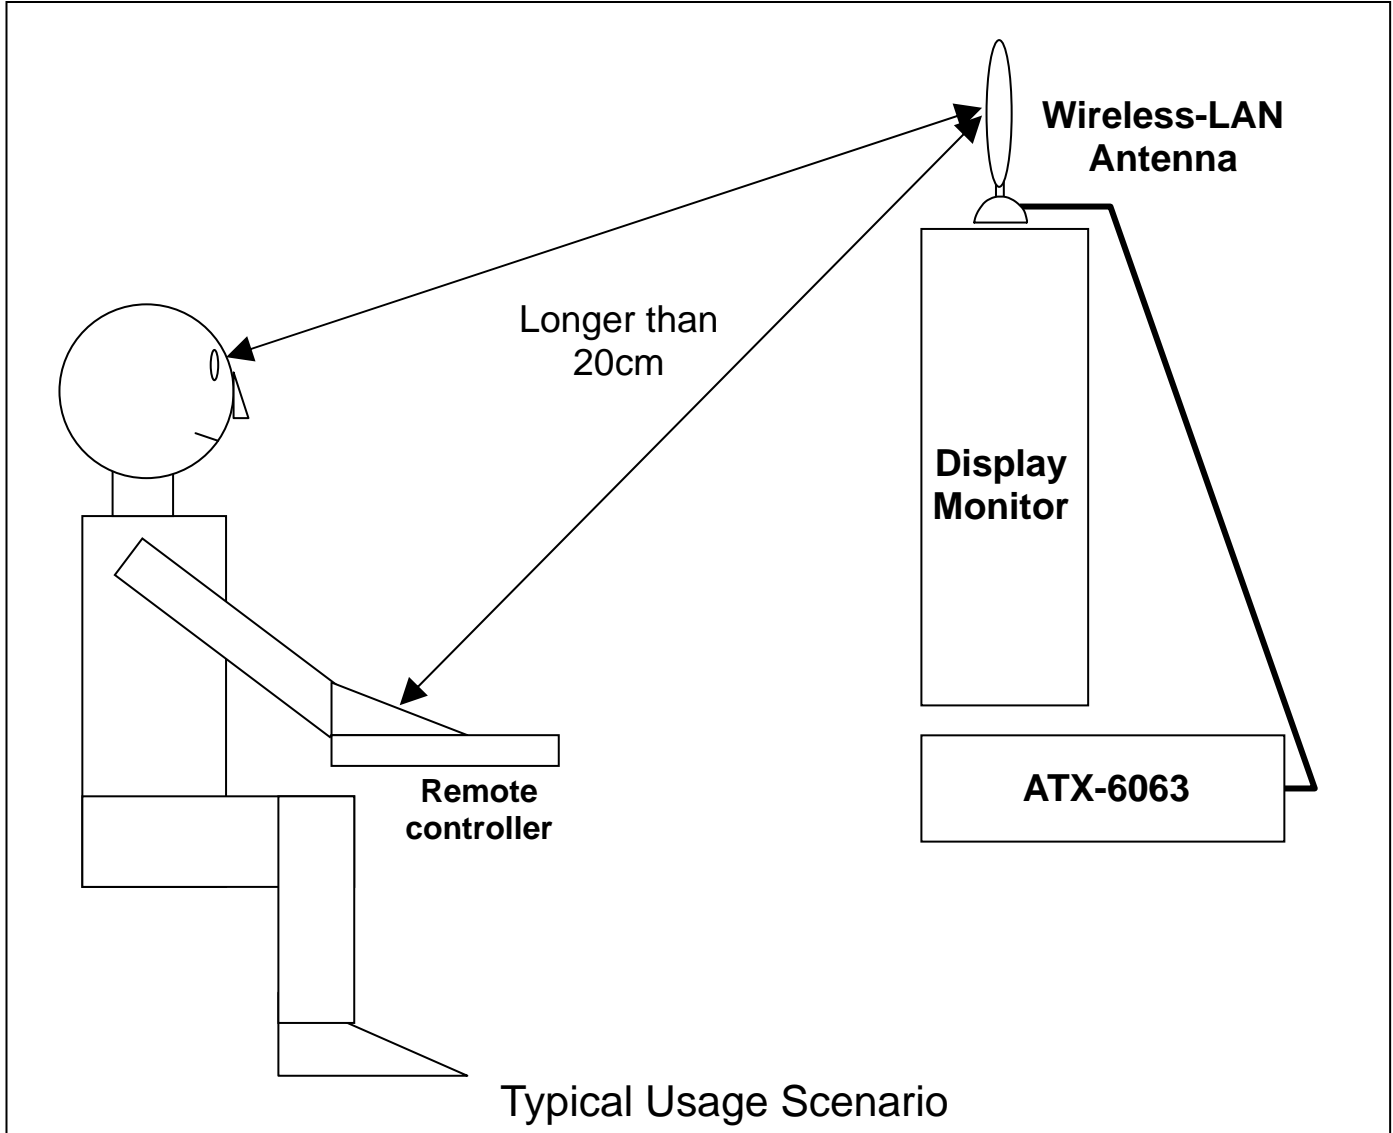 Wireless-LAN
Antenna
Longer than
20cm
Display
Monitor
Remote
controller
ATX-6063
Typical Usage Scenario